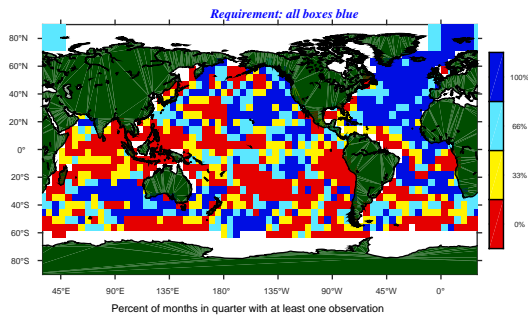 Requirement: all boxes blue
80°N
60°N
40°N
20°N
0°
20°S
40°S
60°S
80°S
100%
66%
33%
0%
45°E 90°E 135°E 180° 135°W 90°W 45°W 0°
Percent of months in quarter with at least one observation